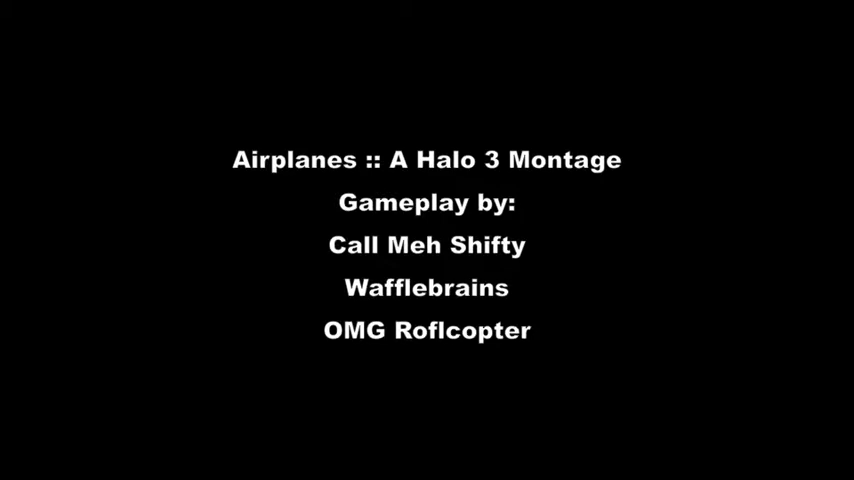 Airplanes :: A Halo 3 Montage
Gameplay by:
Call Meh Shifty
Wafflebrains
OMG Roflcopter